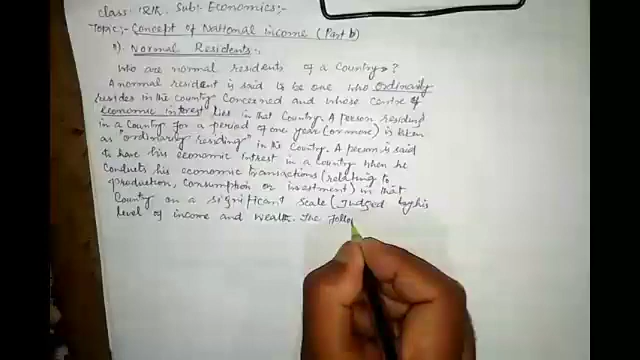 Class: 12th. Sub:- Economics:-
Topic:- Concept of National income (Part b)
5). Normal Residents:-
Who are normal residents of a Country ?
A normal resident is said to be one who ordinarily
resides in the country concerned and whose centre of
economic interest lies in that Country. A person residing
in a Country for a period of one year (or more) is taken
as "ordinarily residing" in the Country. A person is said
to have his economic intrest in a country when he
conducts his economic transactions (relating to
production, consumption or investment) in that
Country on a significant scale (Judged by his
level of income and wealth. The follo